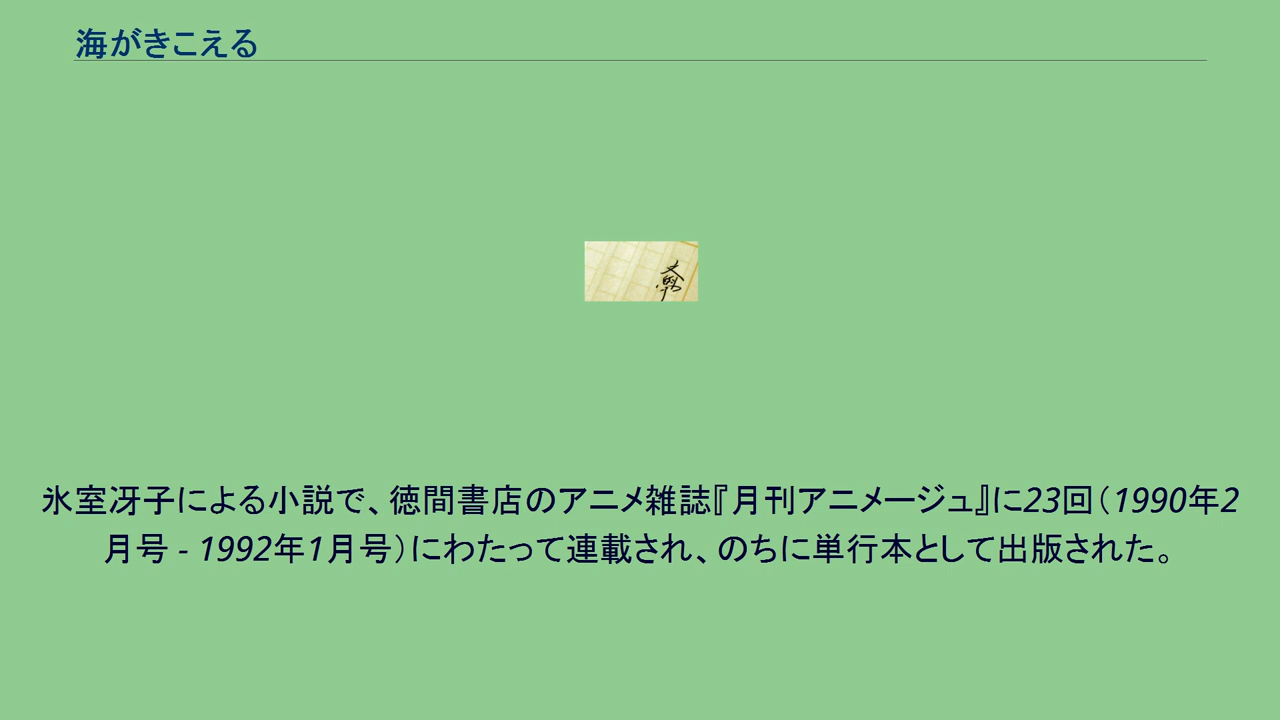 海がきこえる
氷室冴子による小説で、徳間書店のアニメ雑誌『月刊アニメージュ』に23回（1990年2
月号 - 1992年1月号）にわたって連載され、のちに単行本として出版された。